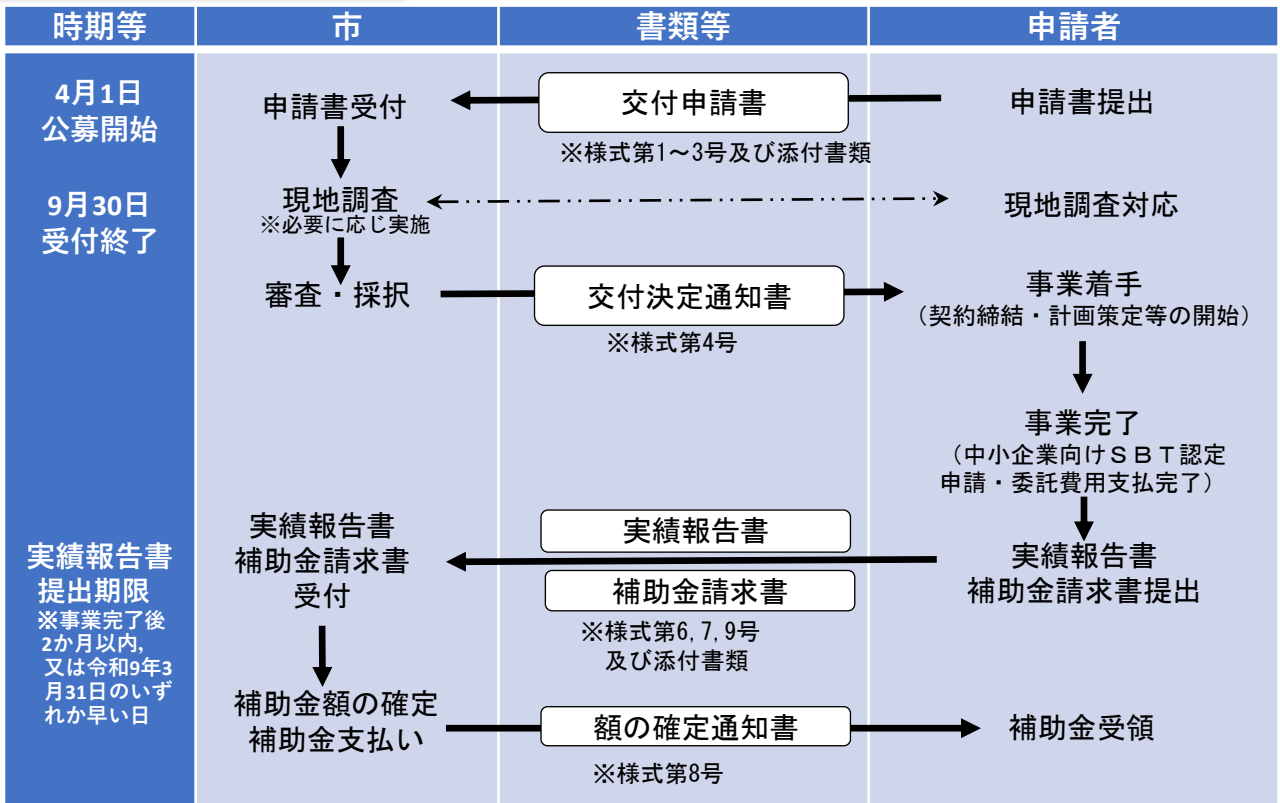 時期等
市
書類等
申請者
4月1日
公募開始
申請書受付
交付申請書
申請書提出
※様式第1～3号及び添付書類
9月30日
受付終了
現地調査
※必要に応じ実施
現地調査対応
審査・採択
交付決定通知書
※様式第4号
事業着手
（契約締結・計画策定等の開始）
事業完了
（中小企業向けＳＢＴ認定
申請・委託費用支払完了）
実績報告書
提出期限
※事業完了後
2か月以内,
又は令和9年3
月31日のいず
れか早い日
実績報告書
補助金請求書
受付
実績報告書
補助金請求書
※様式第6,7,9号
及び添付書類
実績報告書
補助金請求書提出
補助金額の確定
補助金支払い
額の確定通知書
※様式第8号
補助金受領